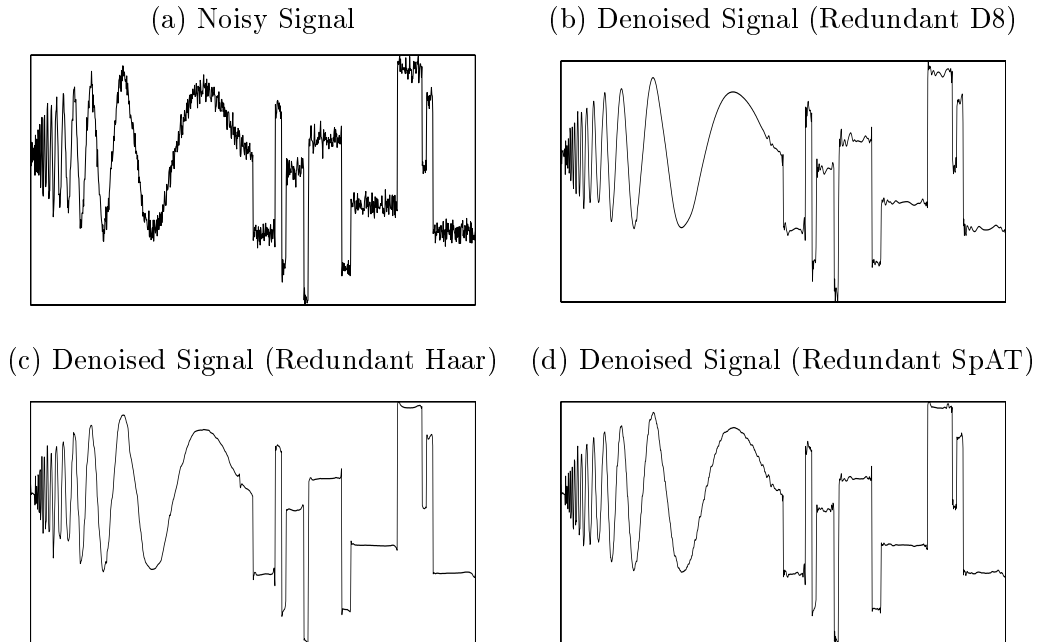 (a) Noisy Signal
(b) Denoised Signal (Redundant D8)
(c) Denoised Signal (Redundant Haar)
(d) Denoised Signal (Redundant SpAT)